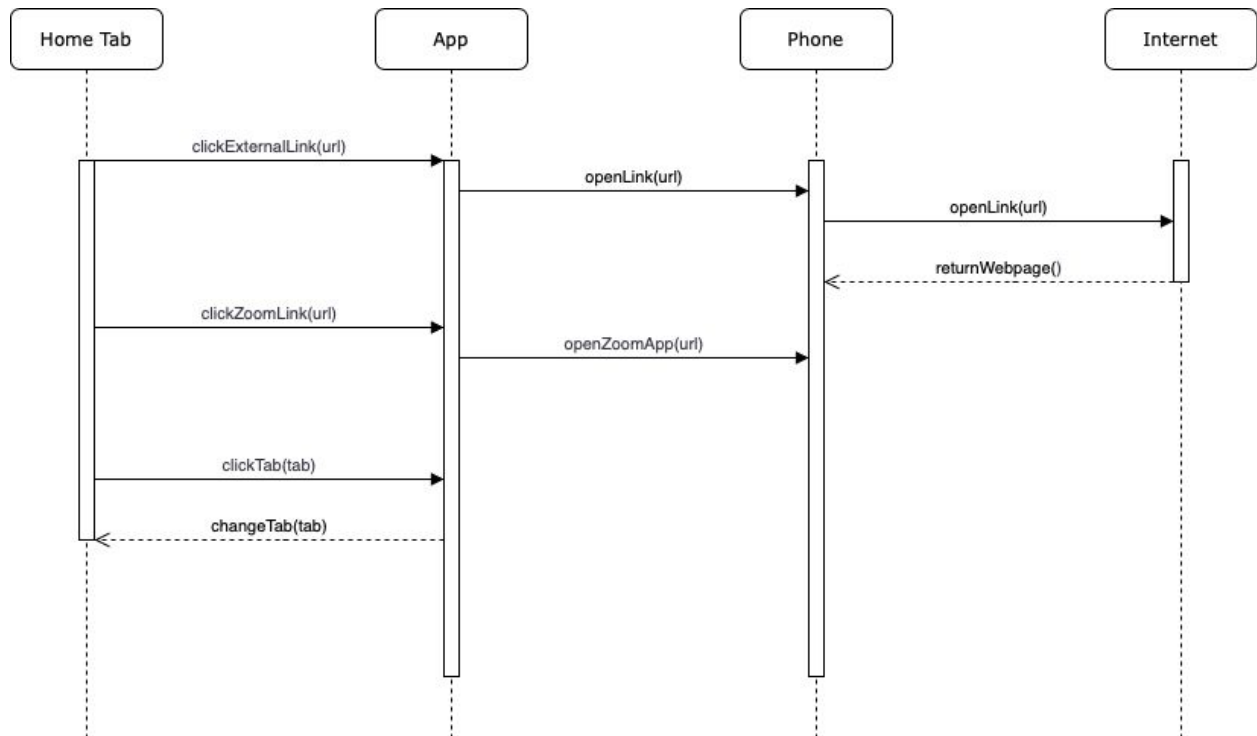 Home Tab
App
Phone
Internet
clickExternalLink(url)
openLink(url)
openLink(url)
returnWebpage()
clickZoomLink(url)
openZoomApp(url)
clickTab(tab)
changeTab(tab)